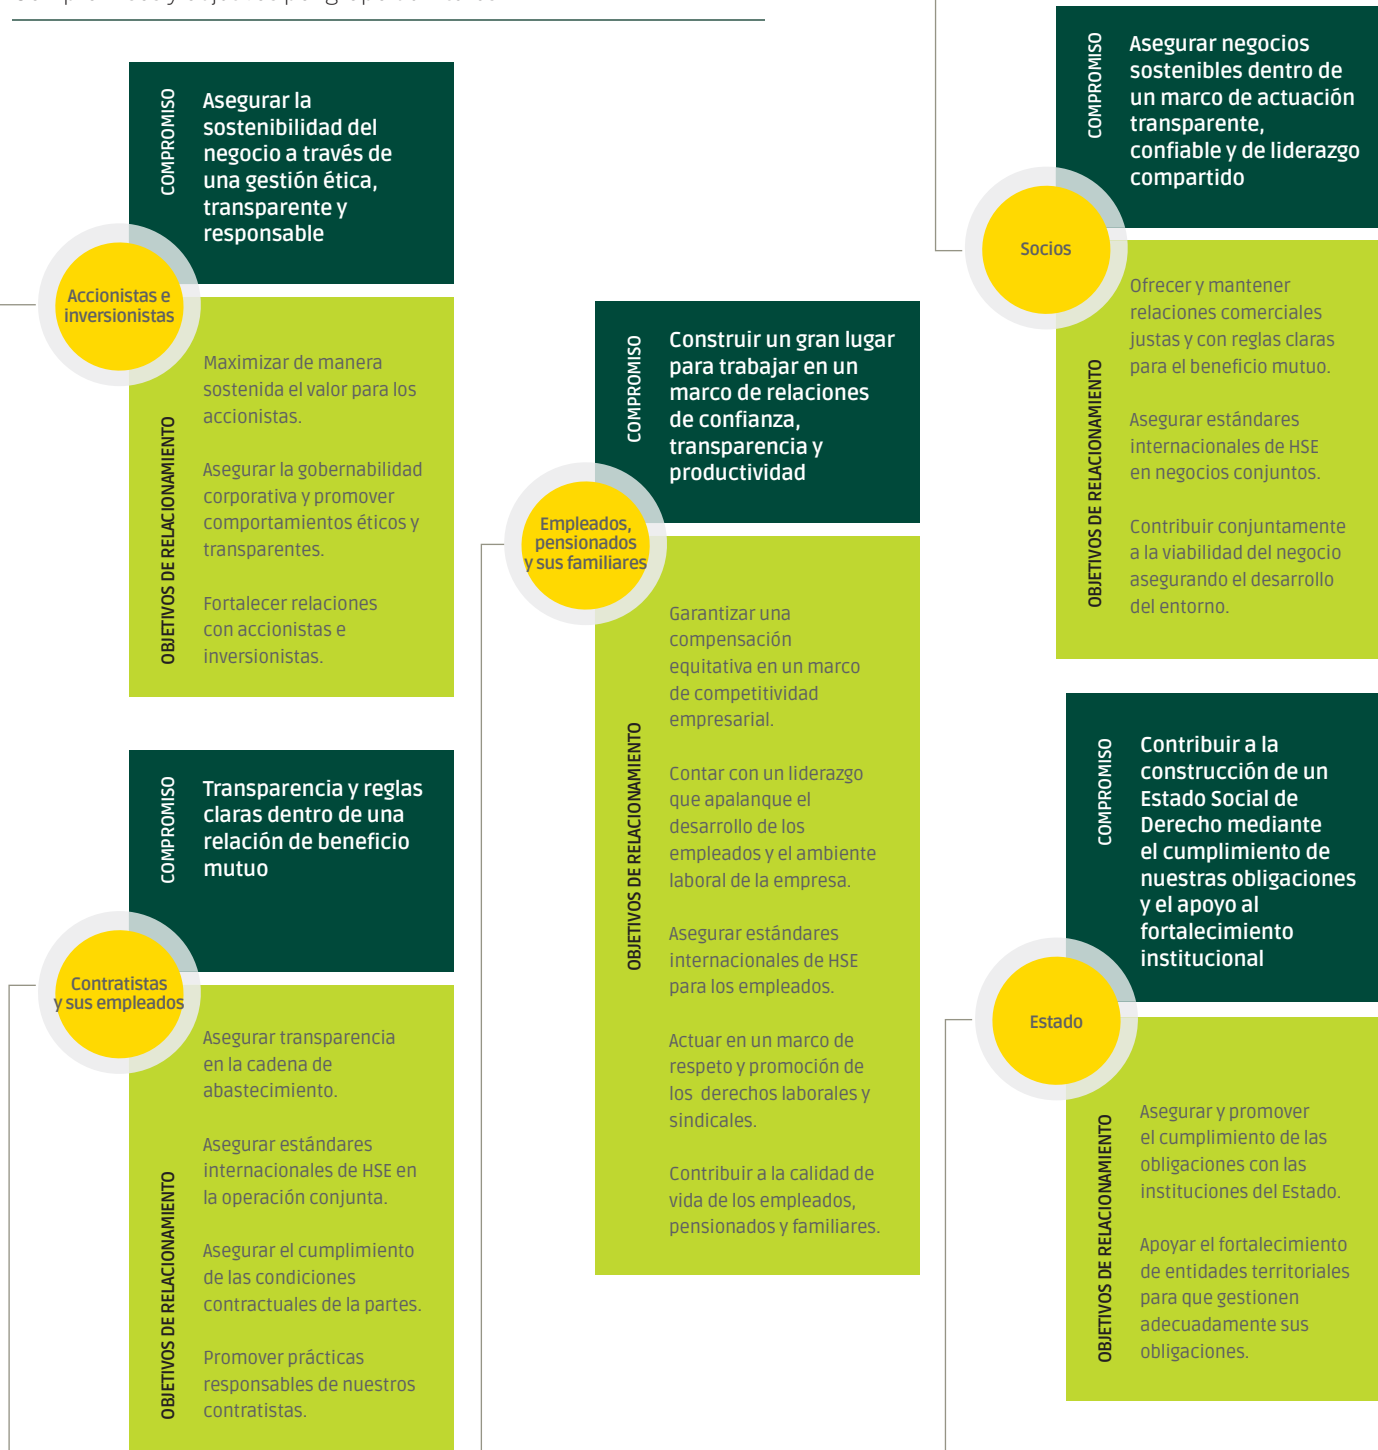 COMPROMISO
Asegurar la
sostenibilidad del
negocio a través de
una gestión ética,
transparente y
responsable
Accionistas e
inversionistas
OBJETIVOS DE RELACIONAMIENTO
Maximizar de manera
sostenida el valor para los
accionistas.
Asegurar la gobernabilidad
corporativa y promover
comportamientos éticos y
transparentes.
Fortalecer relaciones
con accionistas e
inversionistas.
COMPROMISO
Transparencia y reglas
claras dentro de una
relación de beneficio
mutuo
Contratistas
y sus empleados
OBJETIVOS DE RELACIONAMIENTO
Asegurar transparencia
en la cadena de
abastecimiento.
Asegurar estándares
internacionales de HSE en
la operación conjunta.
Asegurar el cumplimiento
de las condiciones
contractuales de la partes.
Promover prácticas
responsables de nuestros
contratistas.
COMPROMISO
Construir un gran lugar
para trabajar en un
marco de relaciones
de confianza,
transparencia y
productividad
Empleados,
pensionados
y sus familiares
OBJETIVOS DE RELACIONAMIENTO
Garantizar una
compensación
equitativa en un marco
de competitividad
empresarial.
Contar con un liderazgo
que apalanque el
desarrollo de los
empleados y el ambiente
laboral de la empresa.
Asegurar estándares
internacionales de HSE
para los empleados.
Actuar en un marco de
respeto y promoción de
los derechos laborales y
sindicales.
Contribuir a la calidad de
vida de los empleados,
pensionados y familiares.
COMPROMISO
Asegurar negocios
sostenibles dentro de
un marco de actuación
transparente,
confiable y de liderazgo
compartido
Socios
OBJETIVOS DE RELACIONAMIENTO
Ofrecer y mantener
relaciones comerciales
justas y con reglas claras
para el beneficio mutuo.
Asegurar estándares
internacionales de HSE
en negocios conjuntos.
Contribuir conjuntamente
a la viabilidad del negocio
asegurando el desarrollo
del entorno.
COMPROMISO
Contribuir a la
construcción de un
Estado Social de
Derecho mediante
el cumplimiento de
nuestras obligaciones
y el apoyo al
fortalecimiento
institucional
Estado
OBJETIVOS DE RELACIONAMIENTO
Asegurar y promover
el cumplimiento de las
obligaciones con las
instituciones del Estado.
Apoyar el fortalecimiento
de entidades territoriales
para que gestionen
adecuadamente sus
obligaciones.